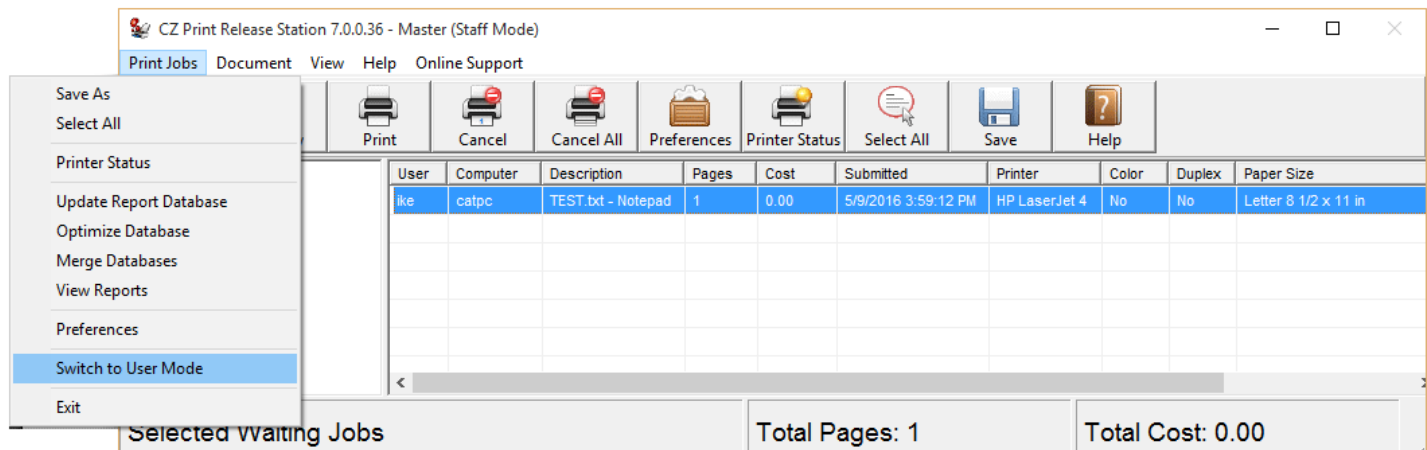 CZ Print Release Station 7.0.0.36 - Master (Staff Mode)
Print Jobs Document View Help Online Support
Save As
Select All
Printer Status
Update Report Database
Optimize Database
Merge Databases
View Reports
Preferences
Switch to User Mode
Exit
Print Cancel Cancel All Preferences Printer Status Select All Save Help
User Computer Description Pages Cost Submitted Printer Color Duplex Paper Size
ike catpc TEST.txt - Notepad 1 0.00 5/9/2016 3:59:12 PM HP LaserJet 4 No No Letter 8 1/2 x 11 in
Selected Waiting Jobs Total Pages: 1 Total Cost: 0.00